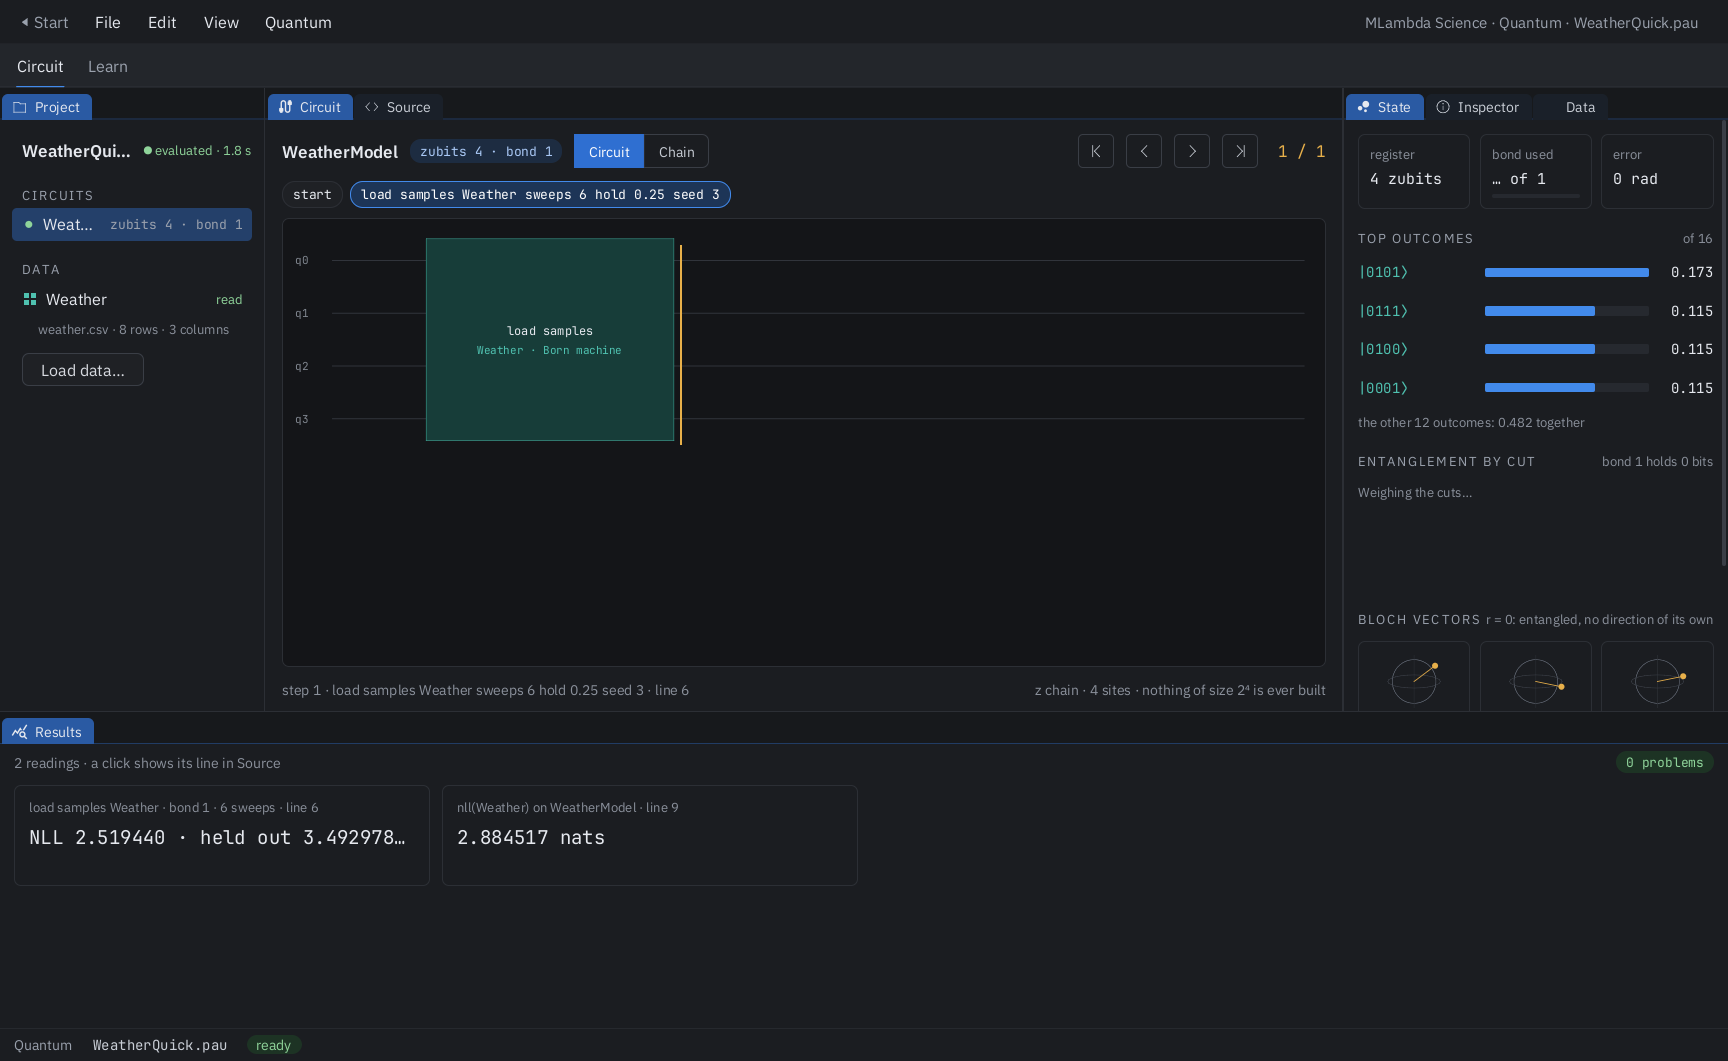 Start File Edit View Quantum MLambda Science · Quantum · WeatherQuick.pau
Circuit Learn
Project
WeatherQui... evaluated · 1.8 s
CIRCUITS
Weat... zubits 4 · bond 1
DATA
Weather read
weather.csv · 8 rows · 3 columns
Load data...
Circuit Source
WeatherModel zubits 4 · bond 1 Circuit Chain 1 / 1
start load samples Weather sweeps 6 hold 0.25 seed 3
q0
q1
q2
q3
load samples
Weather · Born machine
step 1 · load samples Weather sweeps 6 hold 0.25 seed 3 · line 6 z chain · 4 sites · nothing of size 2⁴ is ever built
State Inspector Data
register
4 zubits
bond used
… of 1
error
0 rad
TOP OUTCOMES of 16
|0101⟩ 0.173
|0111⟩ 0.115
|0100⟩ 0.115
|0001⟩ 0.115
the other 12 outcomes: 0.482 together
ENTANGLEMENT BY CUT bond 1 holds 0 bits
Weighing the cuts...
BLOCH VECTORS r = 0: entangled, no direction of its own
Results
2 readings · a click shows its line in Source 0 problems
load samples Weather · bond 1 · 6 sweeps · line 6
NLL 2.519440 · held out 3.492978…
nll(Weather) on WeatherModel · line 9
2.884517 nats
Quantum WeatherQuick.pau ready